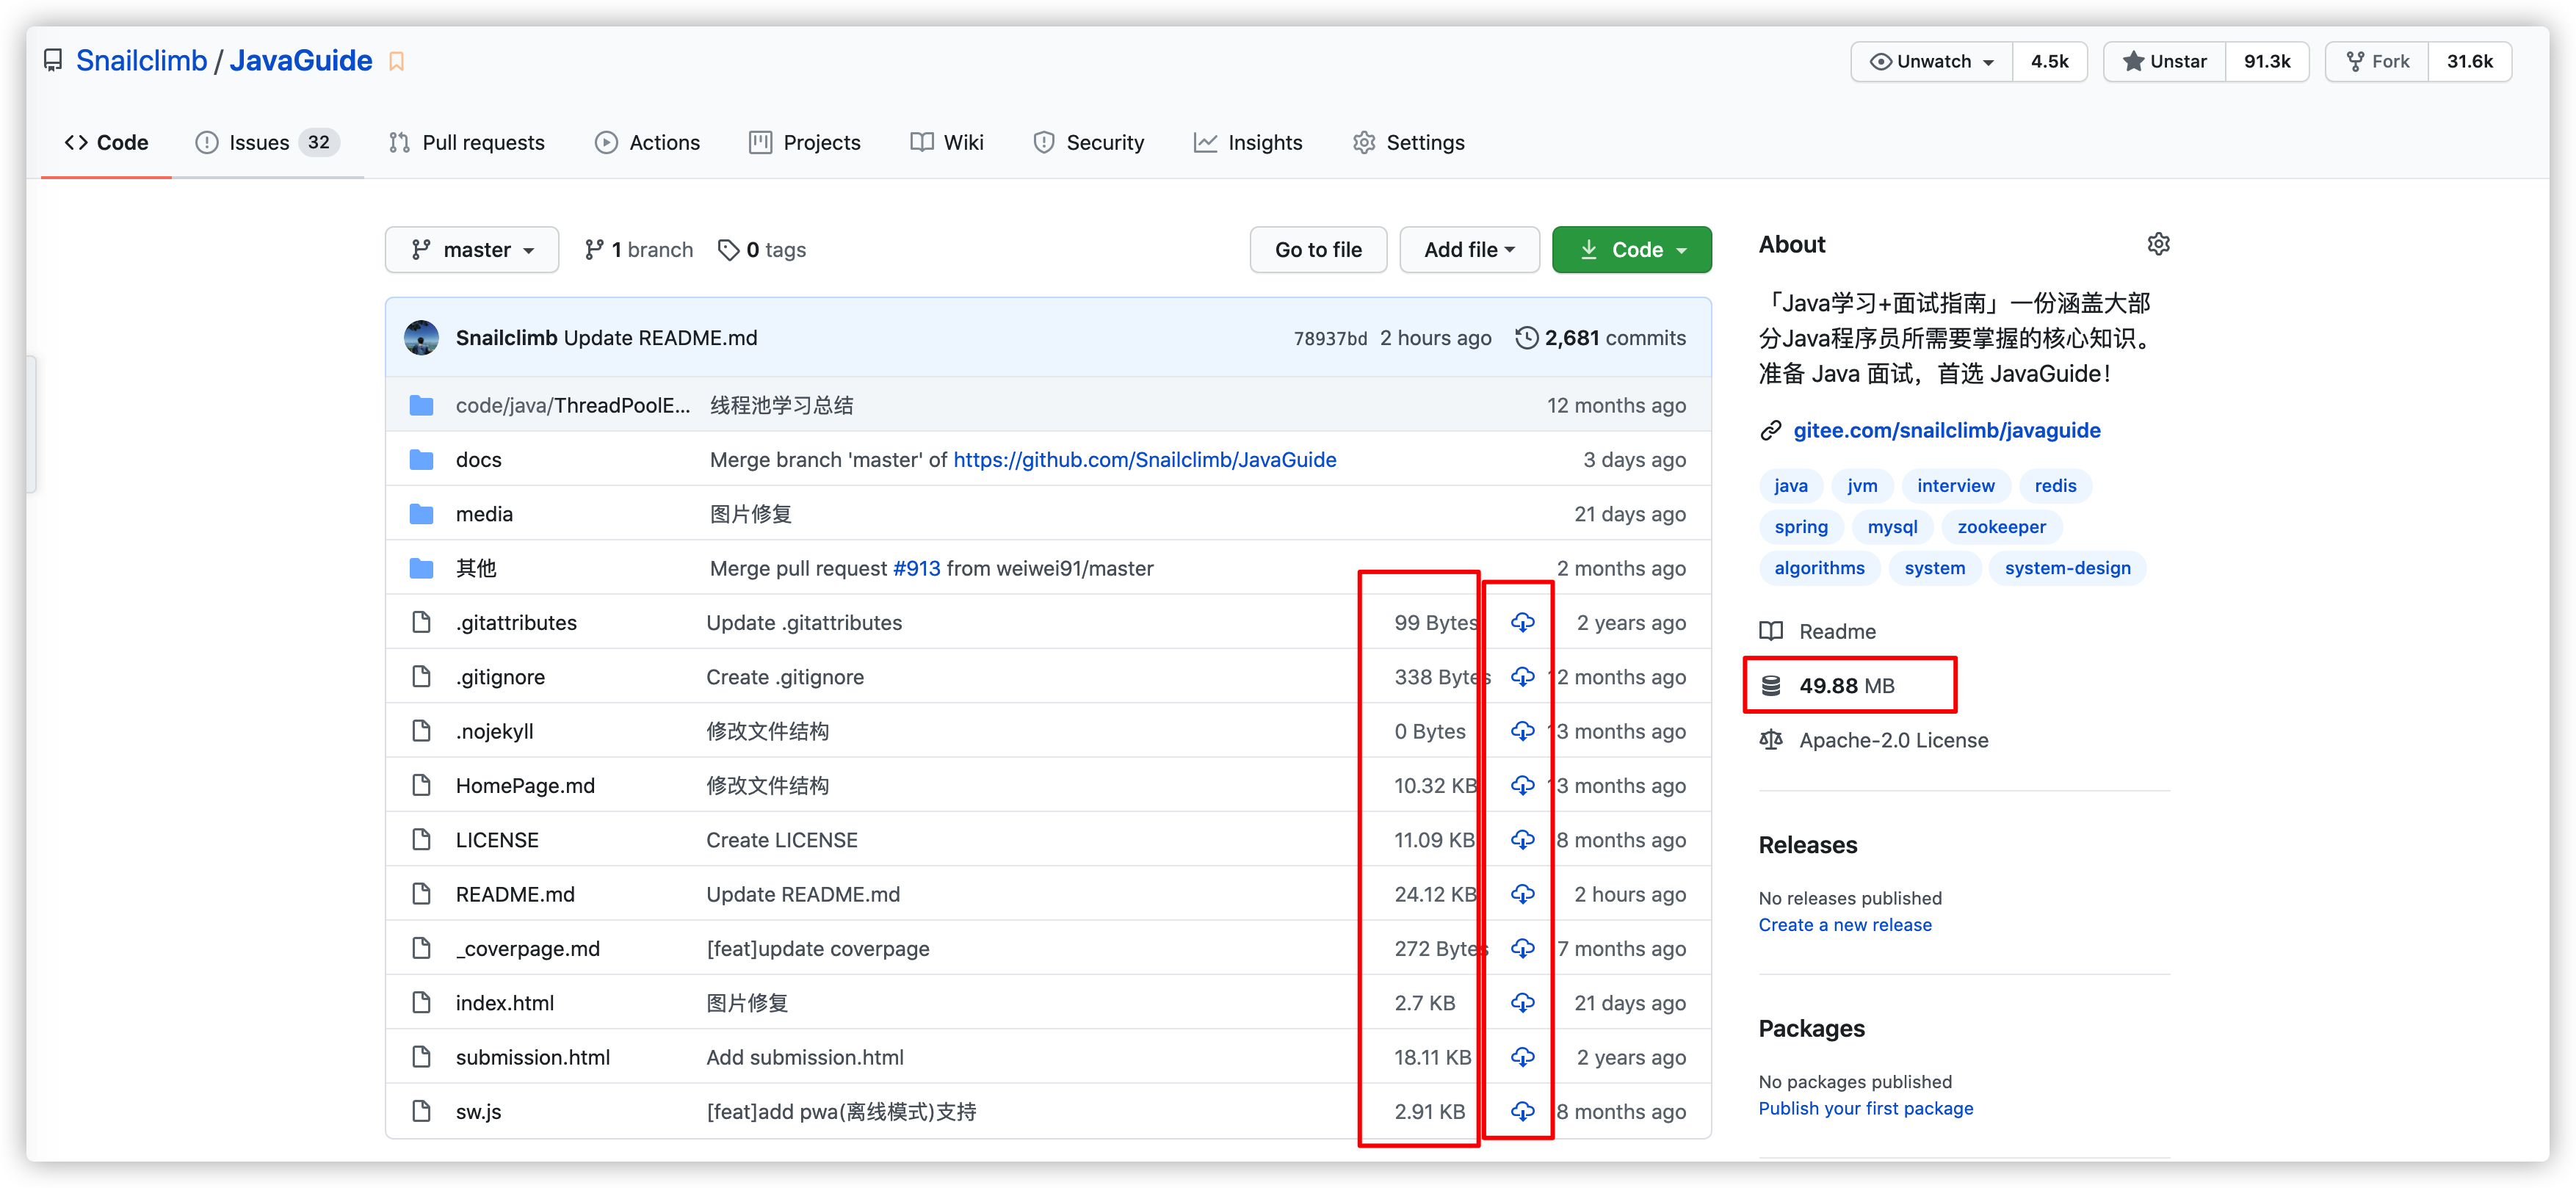 Snailclimb / JavaGuide
Unwatch 4.5k Unstar 91.3k Fork 31.6k
Code Issues 32 Pull requests Actions Projects Wiki Security Insights Settings
master 1 branch 0 tags Go to file Add file Code
Snailclimb Update README.md 78937bd 2 hours ago 2,681 commits
code/java/ThreadPoolE... 线程池学习总结 12 months ago
docs Merge branch 'master' of https://github.com/Snailclimb/JavaGuide 3 days ago
media 图片修复 21 days ago
其他 Merge pull request #913 from weiwei91/master 2 months ago
.gitattributes Update .gitattributes 99 Bytes 2 years ago
.gitignore Create .gitignore 338 Bytes 12 months ago
.nojekyll 修改文件结构 0 Bytes 13 months ago
HomePage.md 修改文件结构 10.32 KB 13 months ago
LICENSE Create LICENSE 11.09 KB 8 months ago
README.md Update README.md 24.12 KB 2 hours ago
_coverpage.md [feat]update coverpage 272 Bytes 7 months ago
index.html 图片修复 2.7 KB 21 days ago
submission.html Add submission.html 18.11 KB 2 years ago
sw.js [feat]add pwa(离线模式)支持 2.91 KB 8 months ago
About
「Java学习+面试指南」一份涵盖大部
分Java程序员所需要掌握的核心知识。
准备 Java 面试，首选 JavaGuide！
gitee.com/snailclimb/javaguide
java jvm interview redis
spring mysql zookeeper
algorithms system system-design
Readme
49.88 MB
Apache-2.0 License
Releases
No releases published
Create a new release
Packages
No packages published
Publish your first package